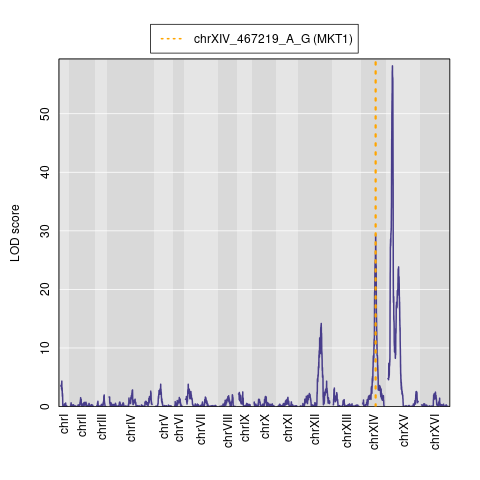 chrXIV_467219_A_G (MKT1)
LOD score
50
40
30
20
10
0
chrI
chrII
chrIII
chrIV
chrV
chrVI
chrVII
chrVIII
chrIX
chrX
chrXI
chrXII
chrXIII
chrXIV
chrXV
chrXVI